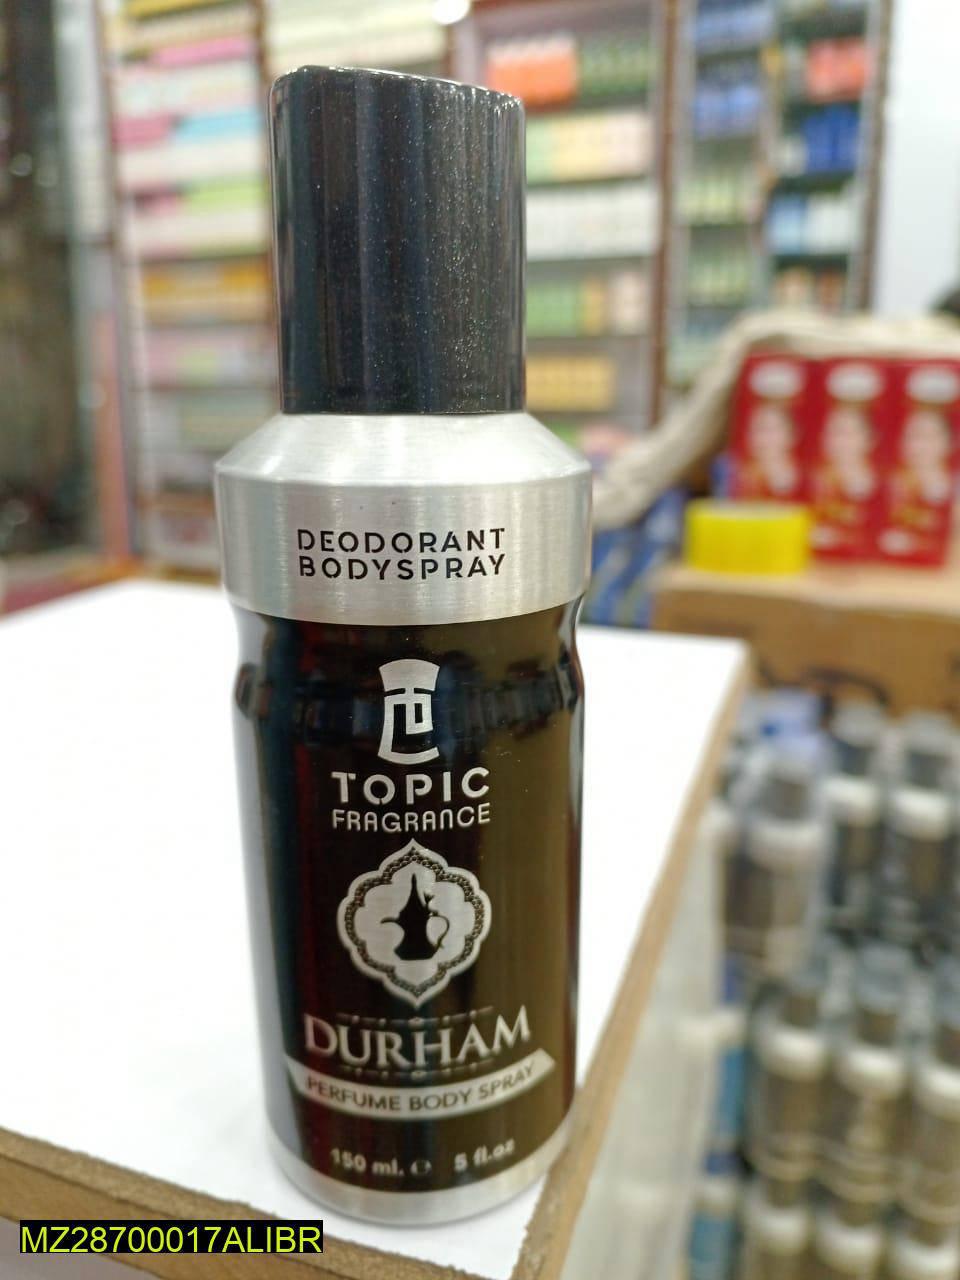 DEODORANT
BODYSPRAY
TOPIC
FRAGRANCE
DURHAM
PERFUME BODY SPRAY
150 ml. ℮ 5 fl.oz
MZ28700017ALIBR